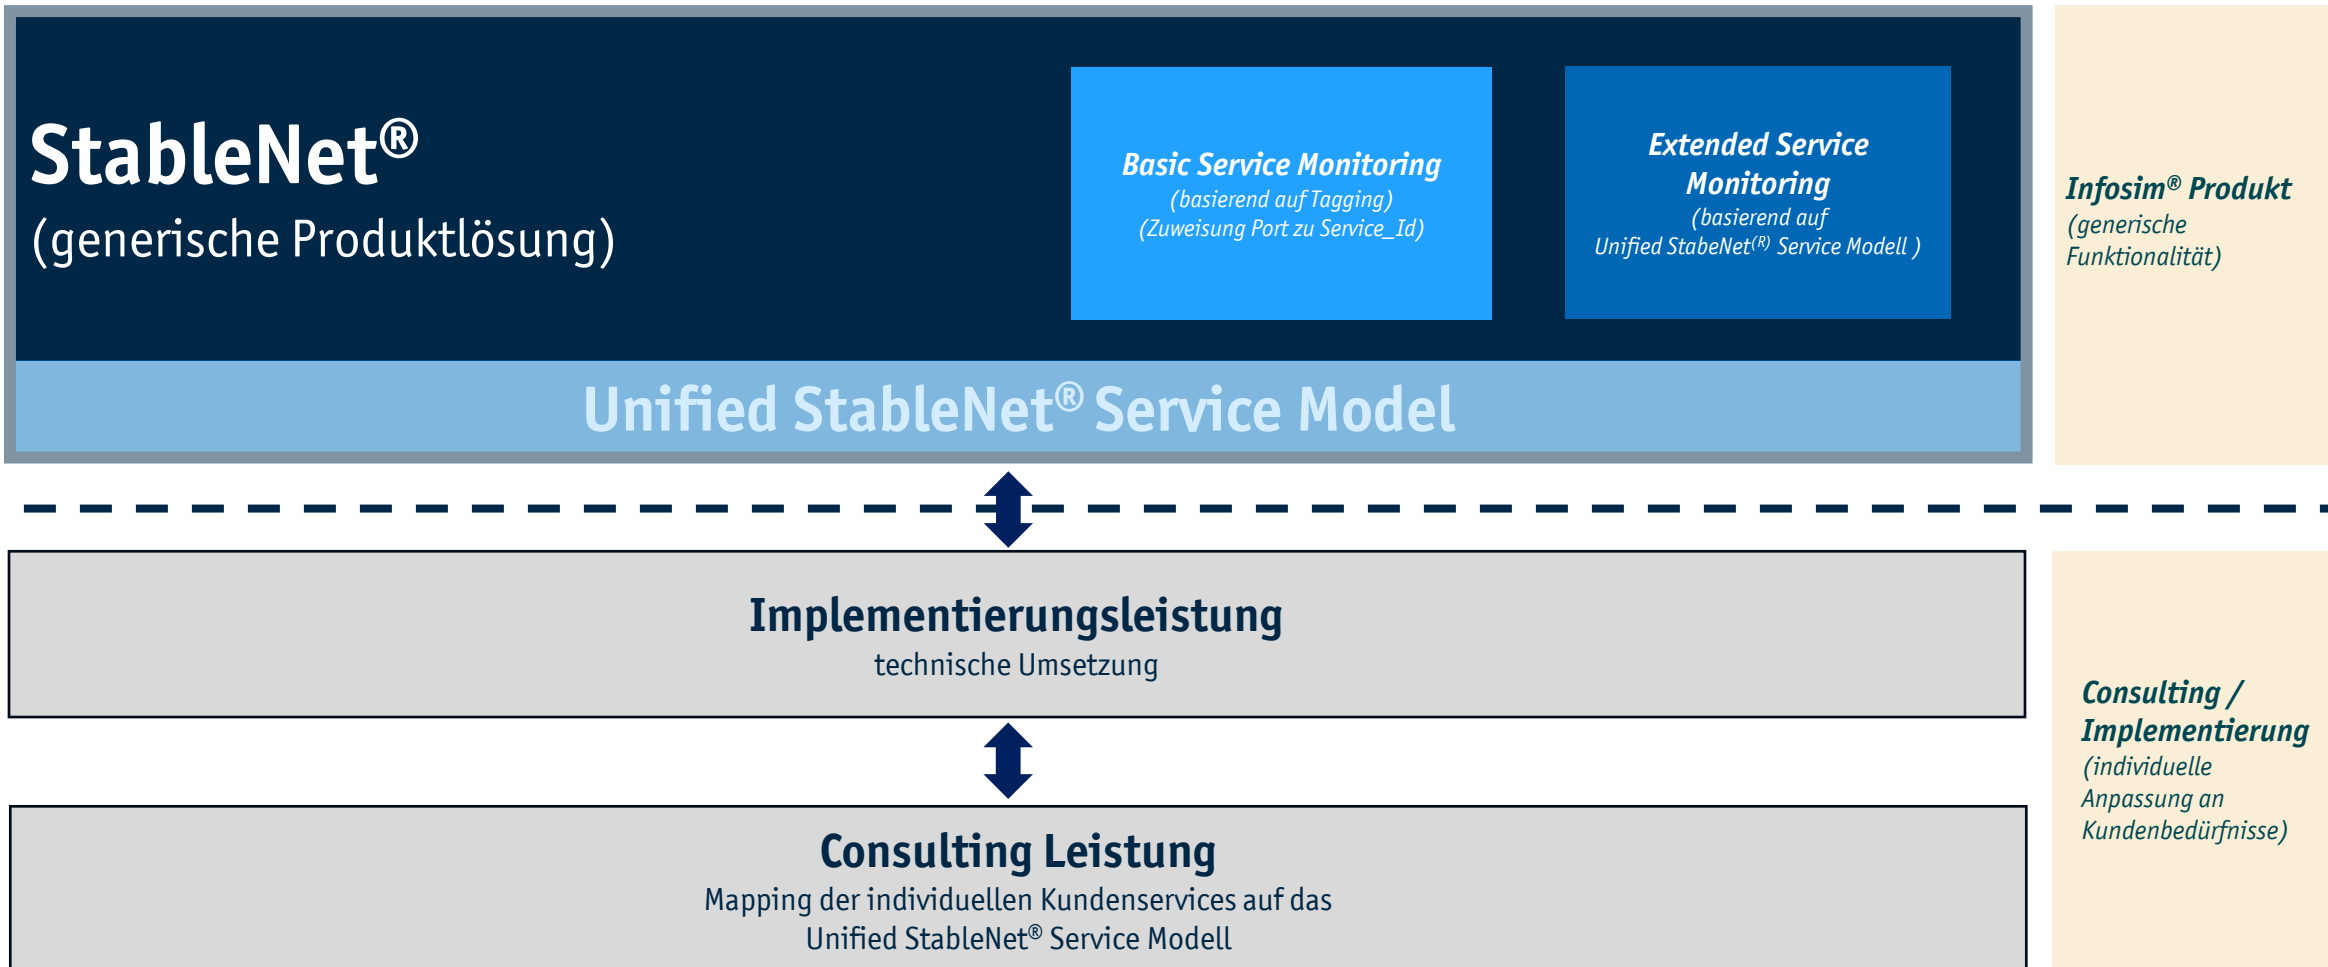 StableNet®
(generische Produktlösung)
Basic Service Monitoring
(basierend auf Tagging)
(Zuweisung Port zu Service_Id)
Extended Service
Monitoring
(basierend auf
Unified StabeNet(R) Service Modell )
Infosim® Produkt
(generische
Funktionalität)
Unified StableNet® Service Model
Implementierungsleistung
technische Umsetzung
Consulting /
Implementierung
(individuelle
Anpassung an
Kundenbedürfnisse)
Consulting Leistung
Mapping der individuellen Kundenservices auf das
Unified StableNet® Service Modell